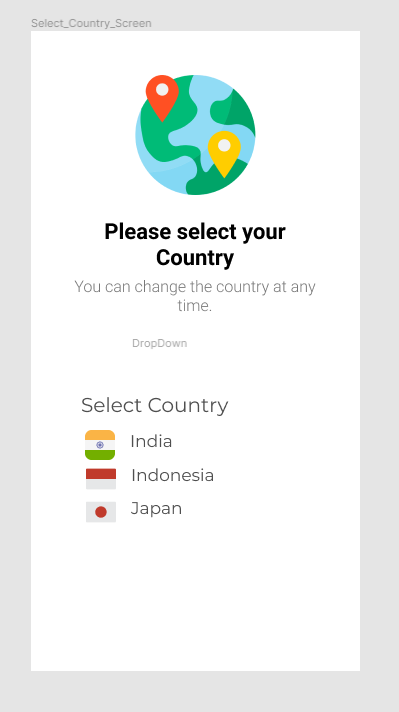 Select_Country_Screen
Please select your
Country
You can change the country at any
time.
DropDown
Select Country
India
Indonesia
Japan